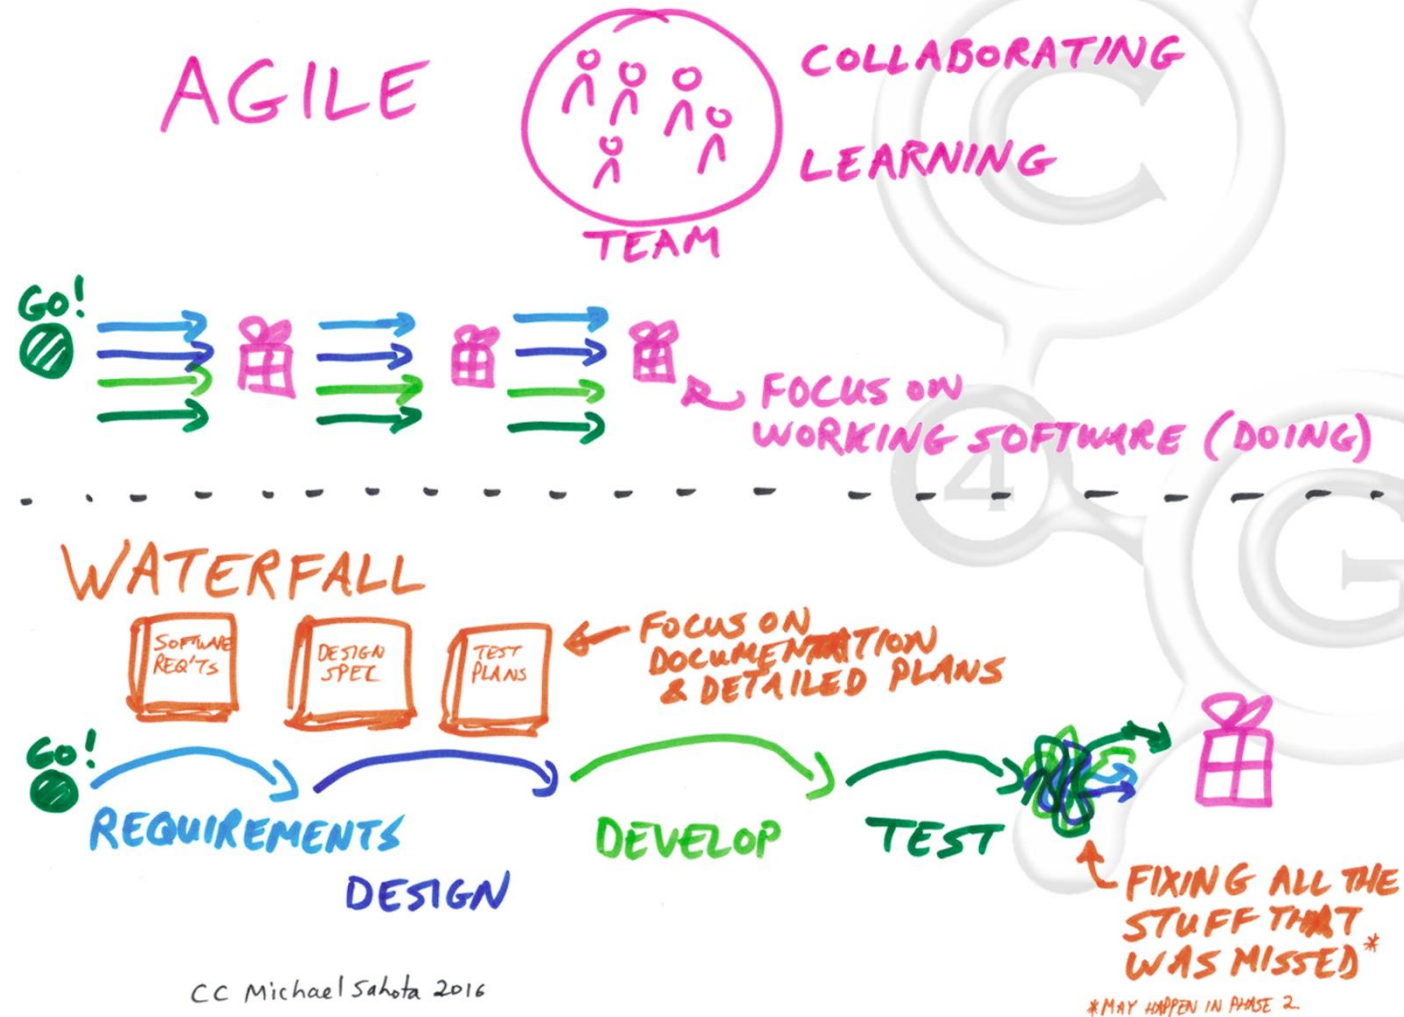 AGILE
COLLABORATING
LEARNING
TEAM
GO!
FOCUS ON
WORKING SOFTWARE (DOING)
C
4
G
WATERFALL
SOFTWARE
REQ'TS
DESIGN
SPEC
TEST
PLANS
FOCUS ON
DOCUMENTATION
& DETAILED PLANS
GO!
REQUIREMENTS
DESIGN
DEVELOP
TEST
FIXING ALL THE
STUFF THAT
WAS MISSED*
*MAY HAPPEN IN PHASE 2.
CC Michael Sahota 2016